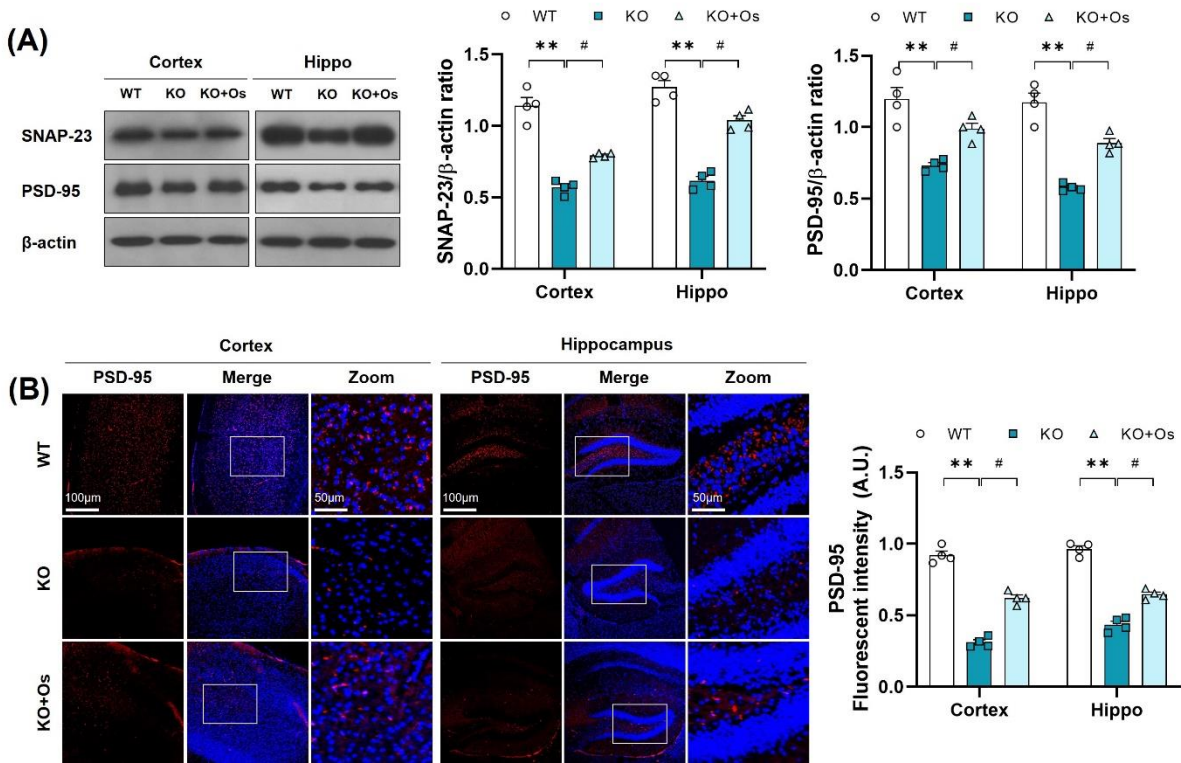 (A)
Cortex Hippo
WT KO KO+Os WT KO KO+Os
SNAP-23
PSD-95
β-actin
WT KO KO+Os
SNAP-23/β-actin ratio
1.5
1.0
0.5
0.0
** # ** #
Cortex Hippo
WT KO KO+Os
PSD-95/β-actin ratio
1.5
1.0
0.5
0.0
** # ** #
Cortex Hippo
(B)
Cortex Hippocampus
PSD-95 Merge Zoom PSD-95 Merge Zoom
WT
100μm 50μm 100μm 50μm
KO
KO+Os
WT KO KO+Os
PSD-95
Fluorescent intensity (A.U.)
1.5
1.0
0.5
0.0
** # ** #
Cortex Hippo